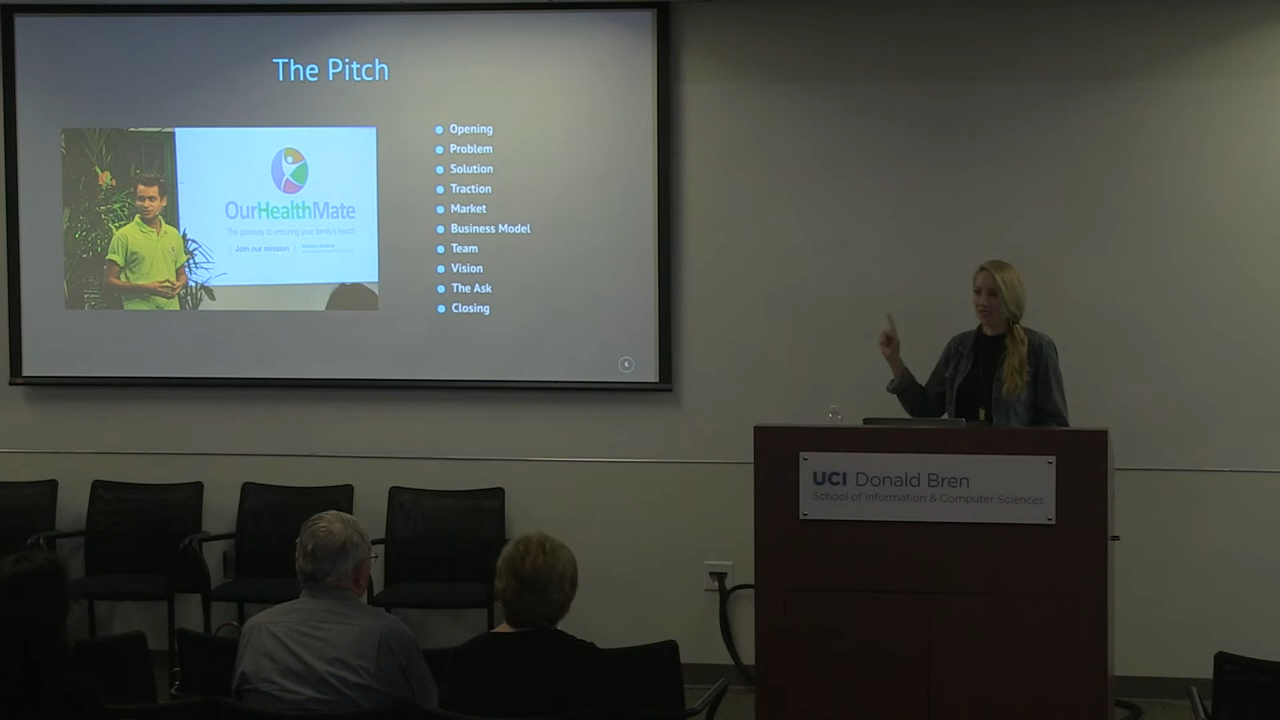 The Pitch
OurHealthMate
The gateway to ensuring your family's health
Join our mission
Opening
Problem
Solution
Traction
Market
Business Model
Team
Vision
The Ask
Closing
6
UCI Donald Bren
School of Information & Computer Sciences